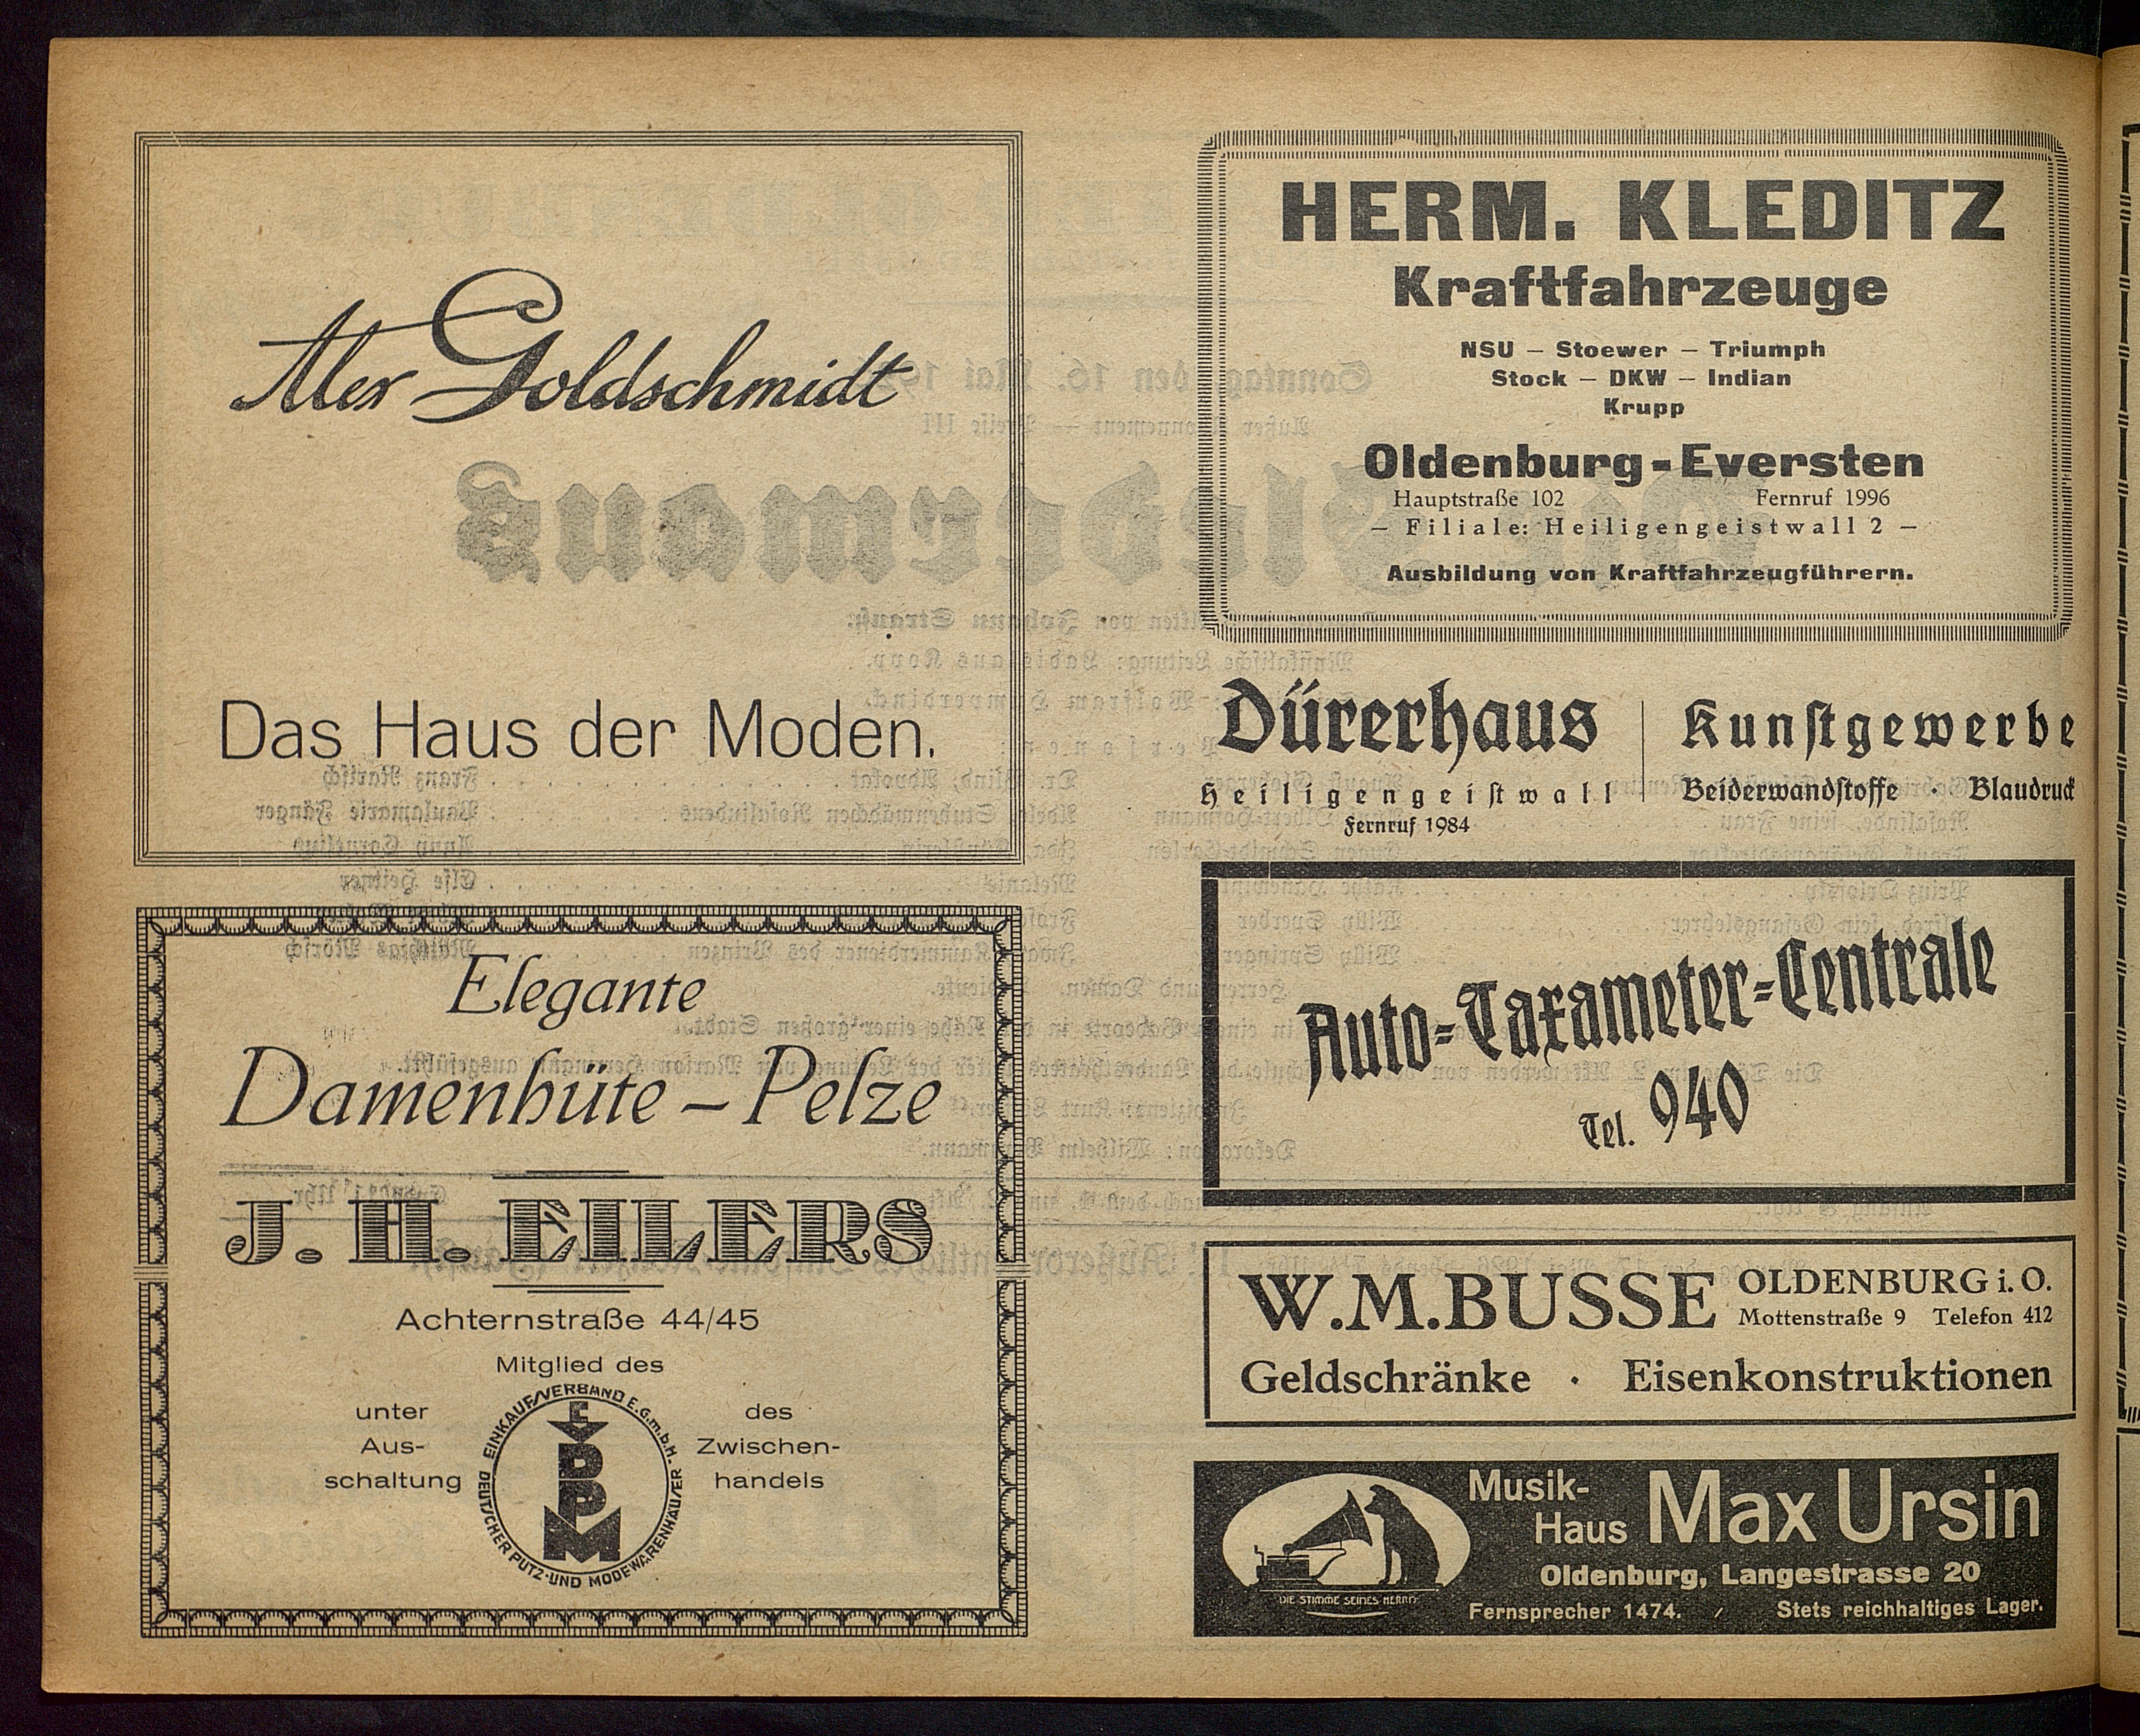 Alex Goldschmidt
Das Haus der Moden.
Elegante
Damenhüte – Pelze
J. H. EILERS
Achternstraße 44/45
Mitglied des
unter
Aus-
schaltung
EINKAUFSVERBAND E.G.m.b.H.
DEUTSCHER PUTZ-UND MODEWARENHÄUSER
E
D
P
M
des
Zwischen-
handels
HERM. KLEDITZ
Kraftfahrzeuge
NSU – Stoewer – Triumph
Stock – DKW – Indian
Krupp
Oldenburg-Eversten
Hauptstraße 102 Fernruf 1996
– Filiale: Heiligengeistwall 2 –
Ausbildung von Kraftfahrzeugführern.
Dürerhaus
Heiligengeistwall
Fernruf 1984
Kunstgewerbe
Beiderwandstoffe · Blaudruck
Auto-Taxameter-Centrale
Tel. 940
W.M.BUSSE OLDENBURG i. O.
Mottenstraße 9 Telefon 412
Geldschränke · Eisenkonstruktionen
Musik-
Haus Max Ursin
Oldenburg, Langestrasse 20
Fernsprecher 1474. / Stets reichhaltiges Lager.
DIE STIMME SEINES HERRN